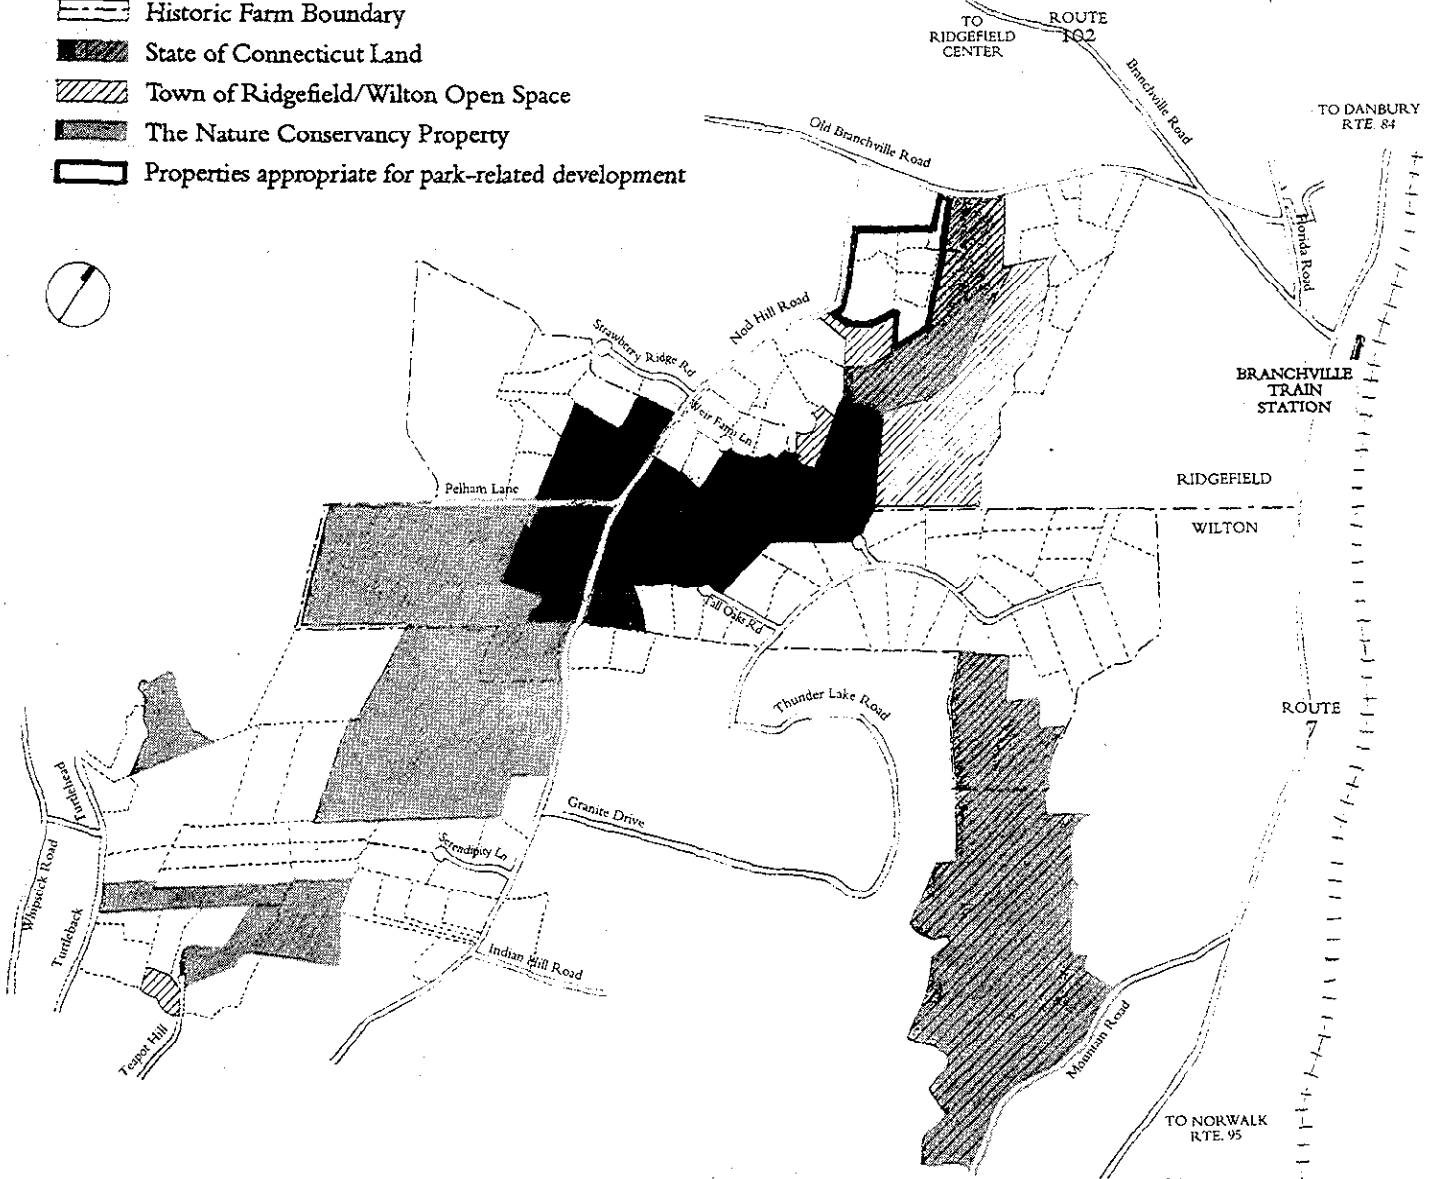 Historic Farm Boundary
State of Connecticut Land
Town of Ridgefield/Wilton Open Space
The Nature Conservancy Property
Properties appropriate for park-related development
TO
RIDGEFIELD
CENTER
ROUTE
102
Branchville Road
TO DANBURY
RTE. 84
Old Branchville Road
Florida Road
Nod Hill Road
Strawberry Ridge Rd
Weir Farm Ln
BRANCHVILLE
TRAIN
STATION
Pelham Lane
RIDGEFIELD
WILTON
Tall Oaks Rd
Thunder Lake Road
ROUTE
7
Turtlehead
Granite Drive
Serendipity Ln
Whipstick Road
Turtleback
Indian Hill Road
Teapot Hill
Mountain Road
TO NORWALK
RTE. 95